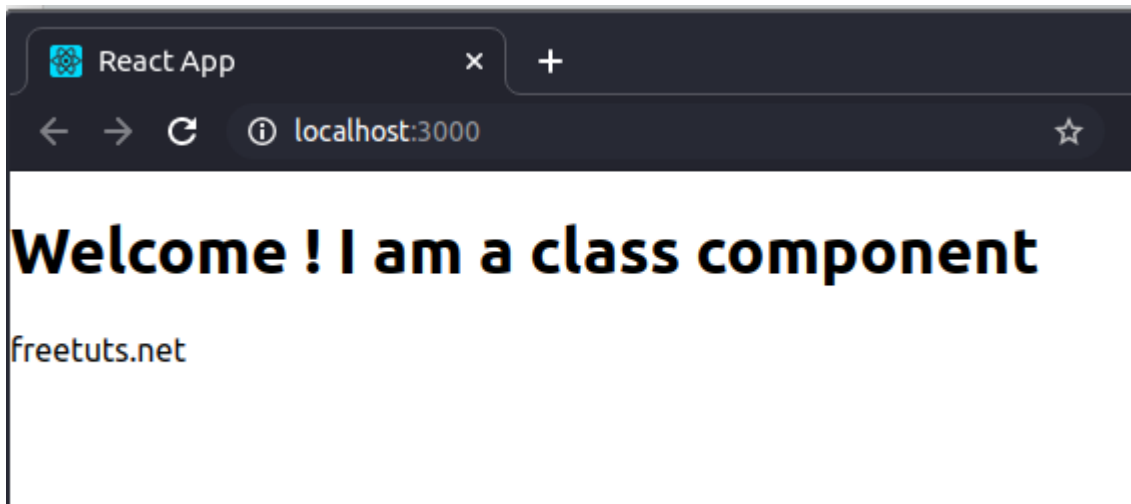 React App
localhost:3000
Welcome ! I am a class component
freetuts.net